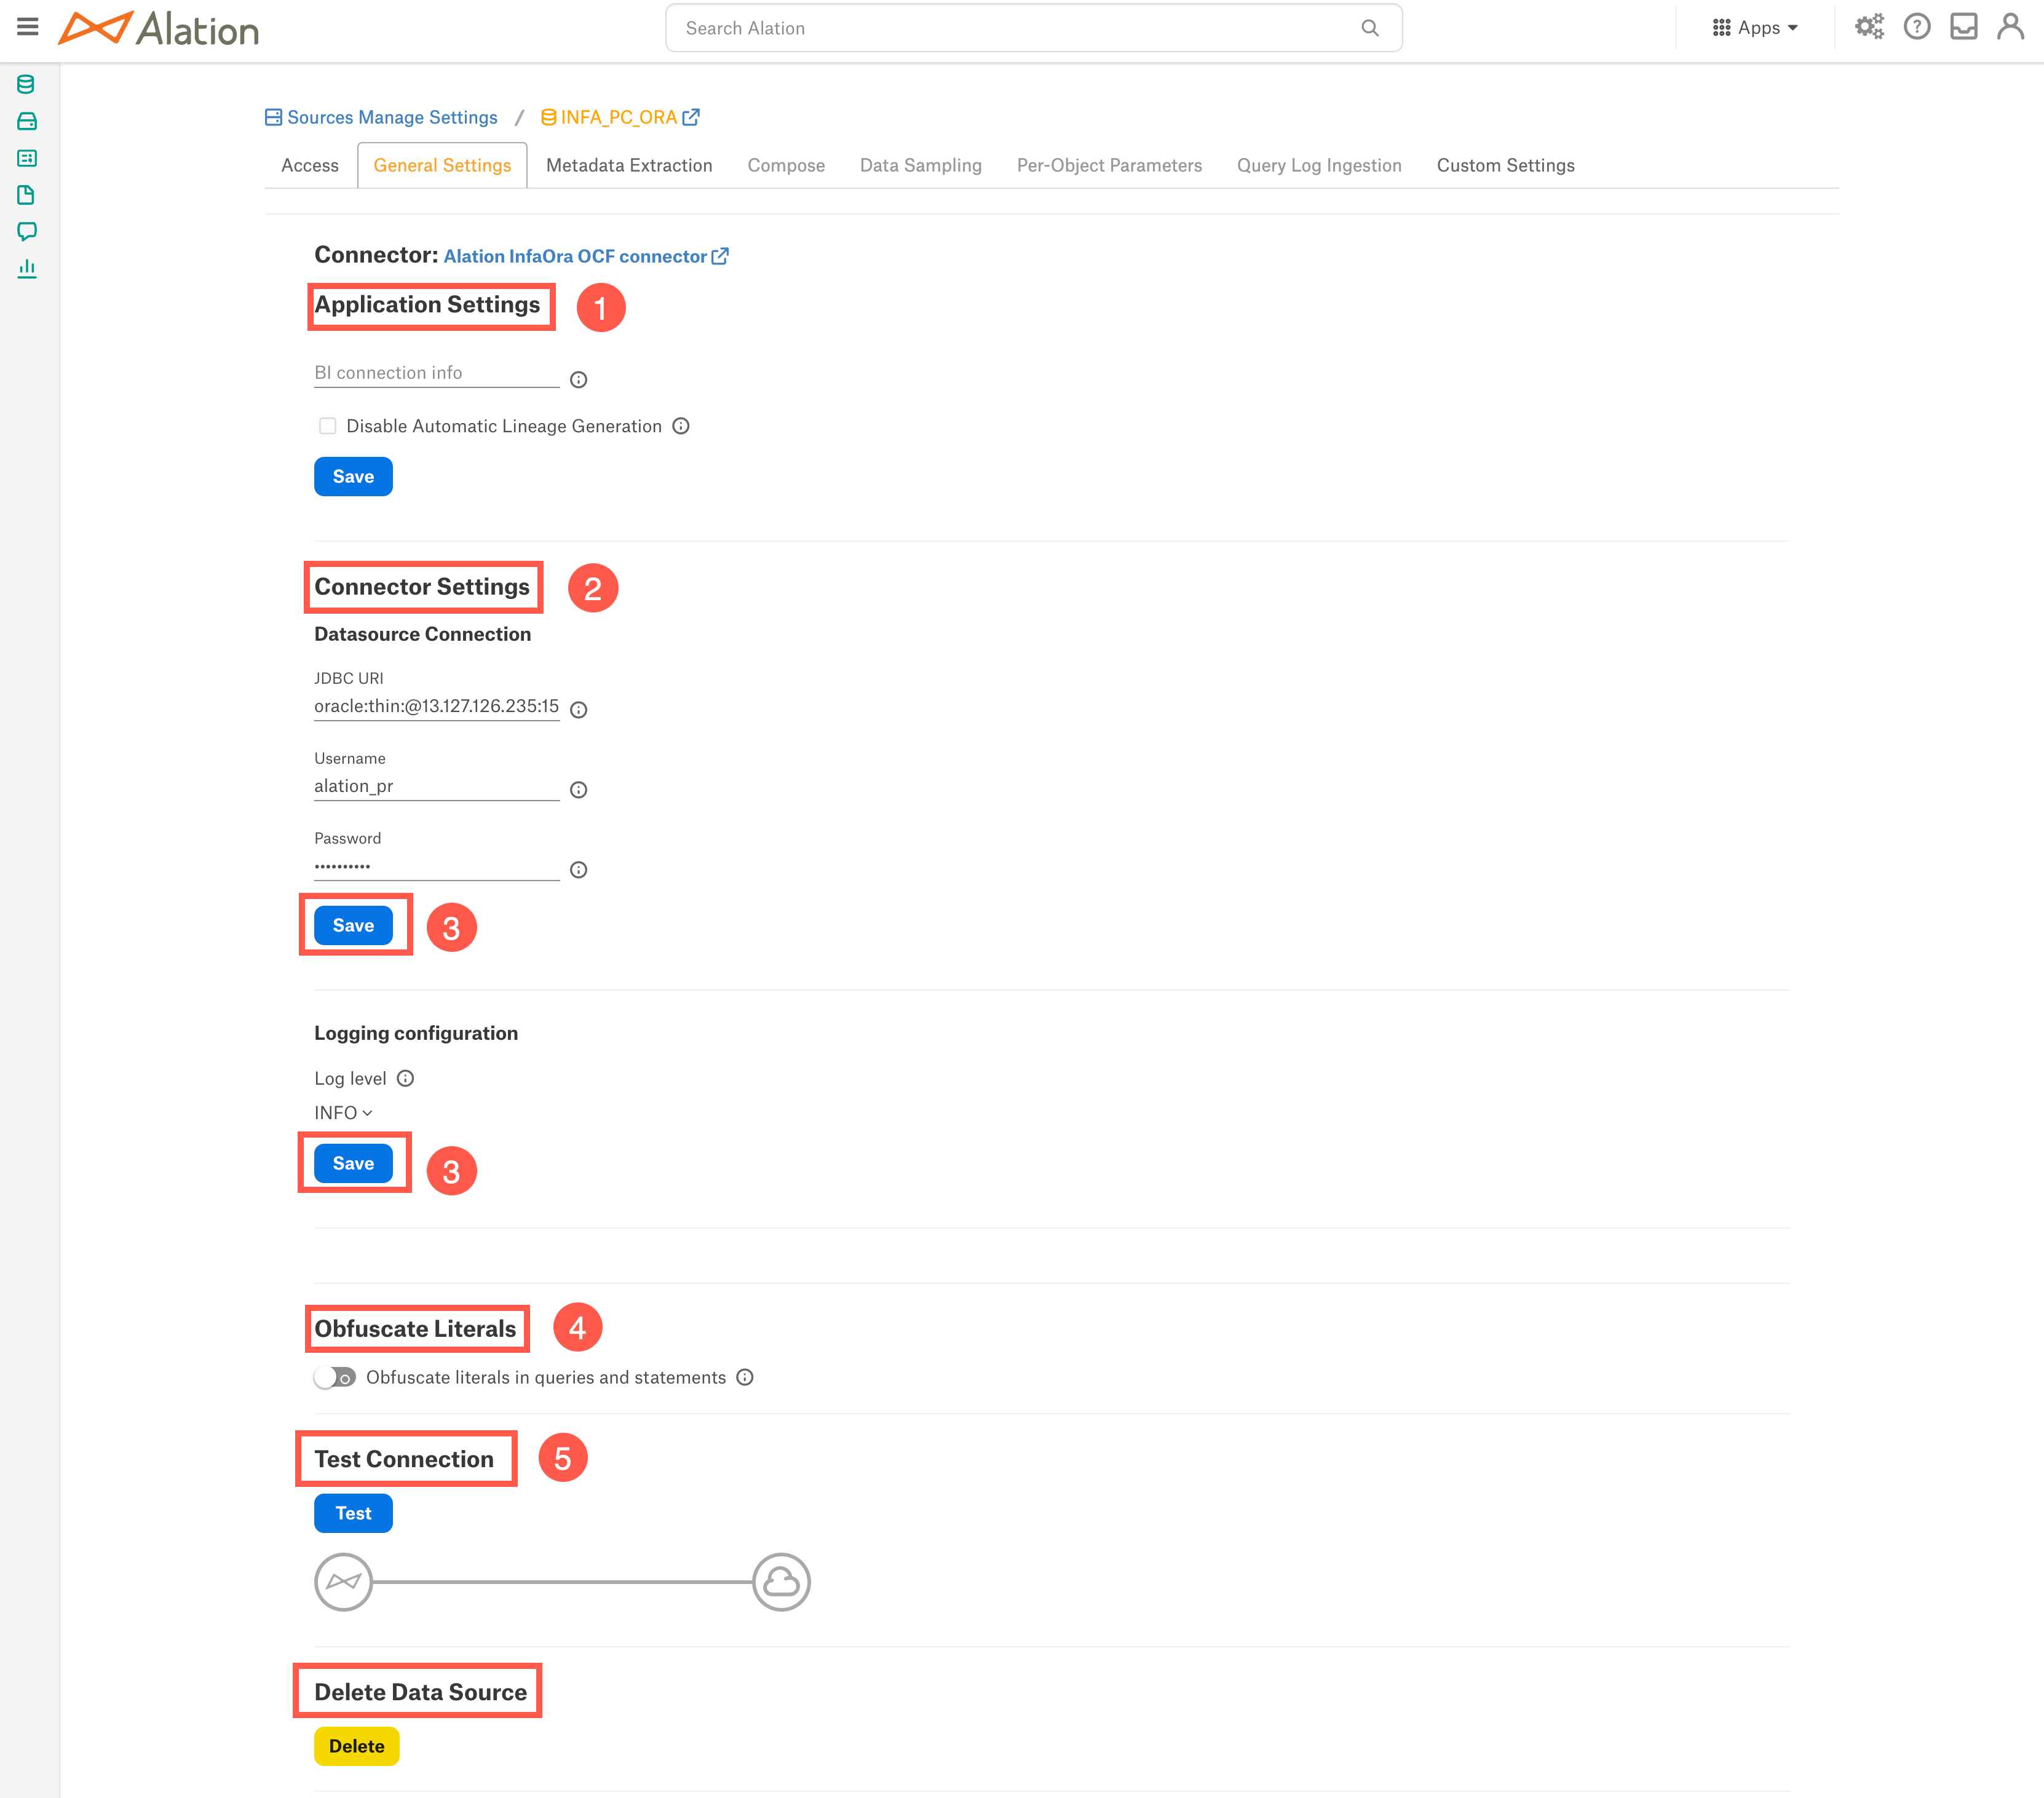 Alation
Search Alation
Apps
Sources Manage Settings / INFA_PC_ORA
Access General Settings Metadata Extraction Compose Data Sampling Per-Object Parameters Query Log Ingestion Custom Settings
Connector: Alation InfaOra OCF connector
Application Settings 1
BI connection info
Disable Automatic Lineage Generation
Save
Connector Settings 2
Datasource Connection
JDBC URI
oracle:thin:@13.127.126.235:15
Username
alation_pr
Password
••••••••••
Save 3
Logging configuration
Log level
INFO
Save 3
Obfuscate Literals 4
Obfuscate literals in queries and statements
Test Connection 5
Test
Delete Data Source
Delete